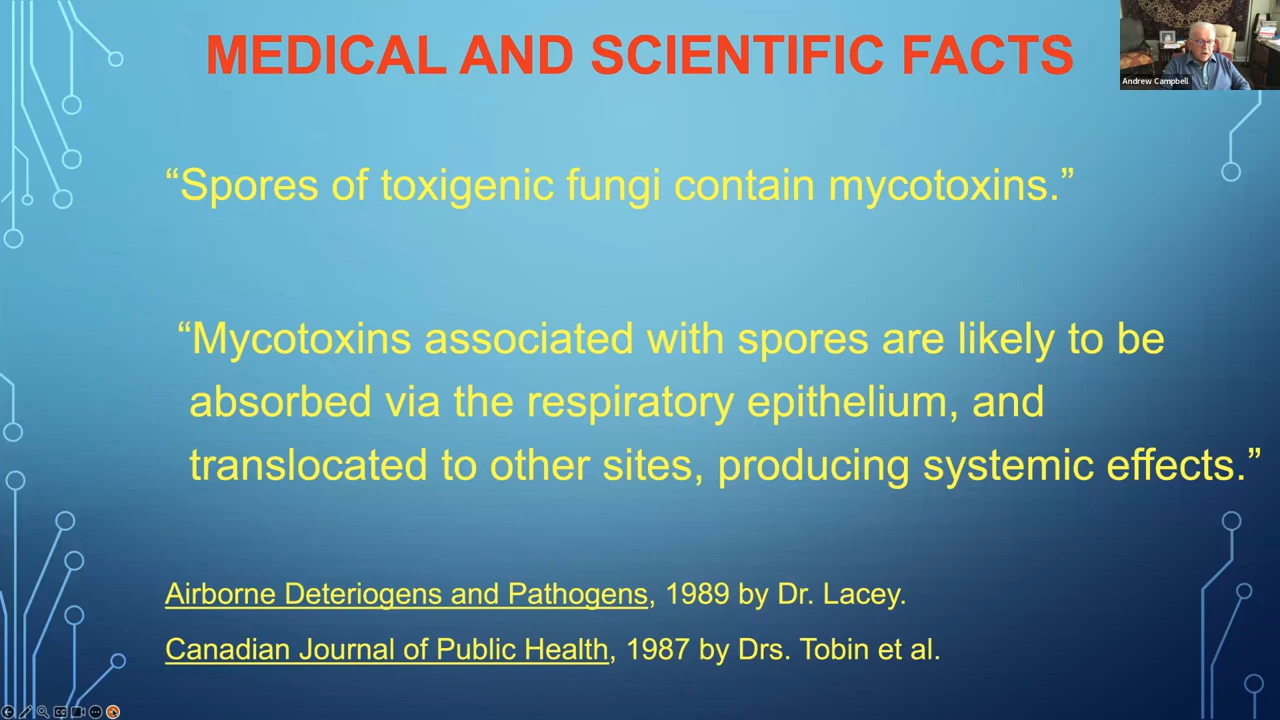 MEDICAL AND SCIENTIFIC FACTS
Andrew Campbell
“Spores of toxigenic fungi contain mycotoxins.”
“Mycotoxins associated with spores are likely to be
absorbed via the respiratory epithelium, and
translocated to other sites, producing systemic effects.”
Airborne Deteriogens and Pathogens, 1989 by Dr. Lacey.
Canadian Journal of Public Health, 1987 by Drs. Tobin et al.